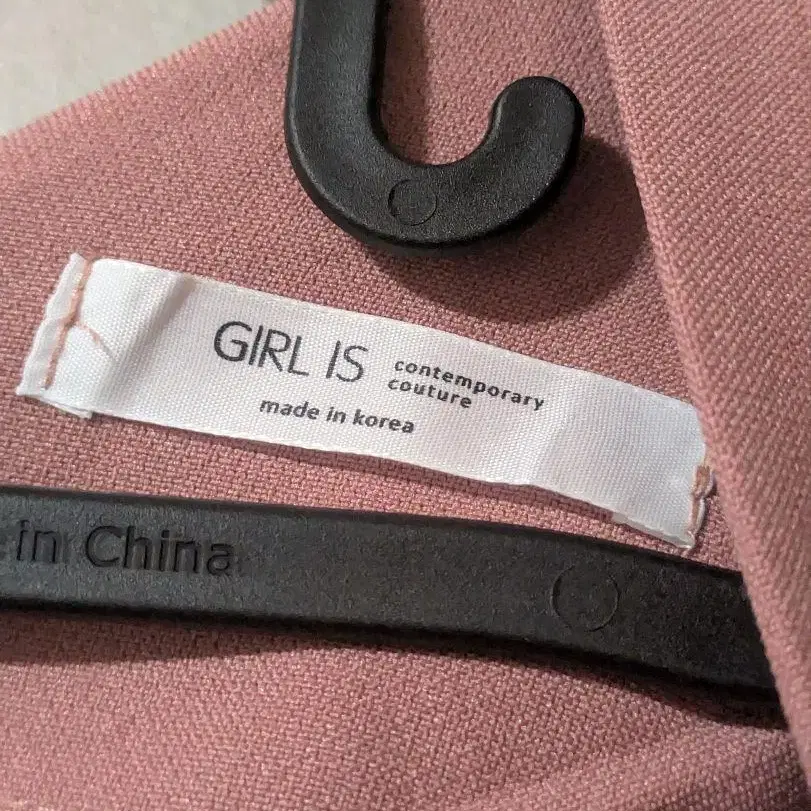 GIRL IS contemporary
couture
made in korea
in China